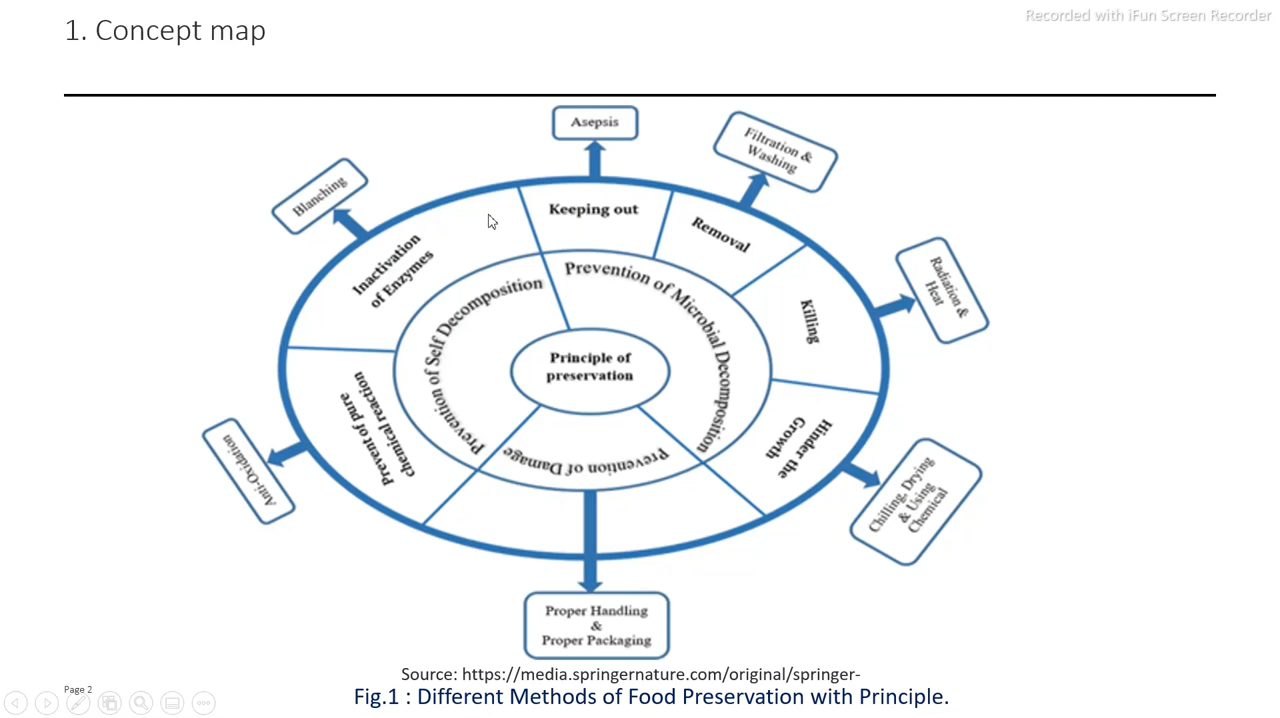 Recorded with iFun Screen Recorder
1. Concept map
Asepsis
Filtration &
Washing
Blanching
Keeping out
Removal
Inactivation
of Enzymes
Radiation &
Heat
Killing
Prevention of Self Decomposition
Prevention of Microbial Decomposition
Principle of
preservation
Prevent of pure
chemical reaction
Hinder the
Growth
Anti-Oxidation
Prevention of Damage
Chilling, Drying
& Using
Chemical
Proper Handling
&
Proper Packaging
Source: https://media.springernature.com/original/springer-
Page 2
Fig.1 : Different Methods of Food Preservation with Principle.